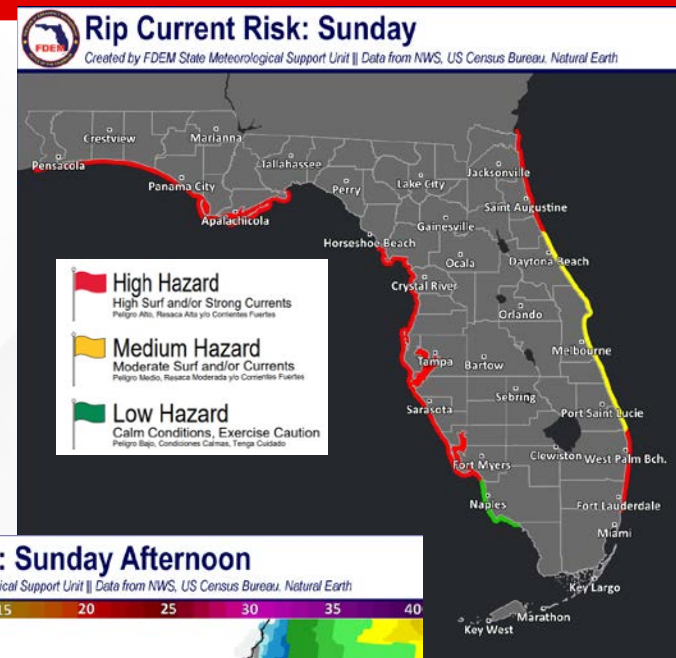 Rip Current Risk: Sunday
Created by FDEM State Meteorological Support Unit || Data from NWS, US Census Bureau. Natural Earth
FDEM
Crestview
Marianna
Pensacola
Tallahassee
Panama City
Perry
Lake City
Jacksonville
Apalachicola
Saint Augustine
Gainesville
Horseshoe Beach
Ocala
Daytona Beach
Crystal River
Orlando
Tampa
Bartow
Melbourne
Sebring
Sarasota
Port Saint Lucie
Fort Myers
Clewiston
West Palm Bch.
Naples
Fort Lauderdale
Miami
Key Largo
Marathon
Key West
High Hazard
High Surf and/or Strong Currents
Peligro Alto, Resaca Alta y/o Corrientes Fuertes
Medium Hazard
Moderate Surf and/or Currents
Peligro Medio, Resaca Moderada y/o Corrientes Fuertes
Low Hazard
Calm Conditions, Exercise Caution
Peligro Bajo, Condiciones Calmas, Tenga Cuidado
: Sunday Afternoon
ical Support Unit || Data from NWS, US Census Bureau. Natural Earth
15 20 25 30 35 40